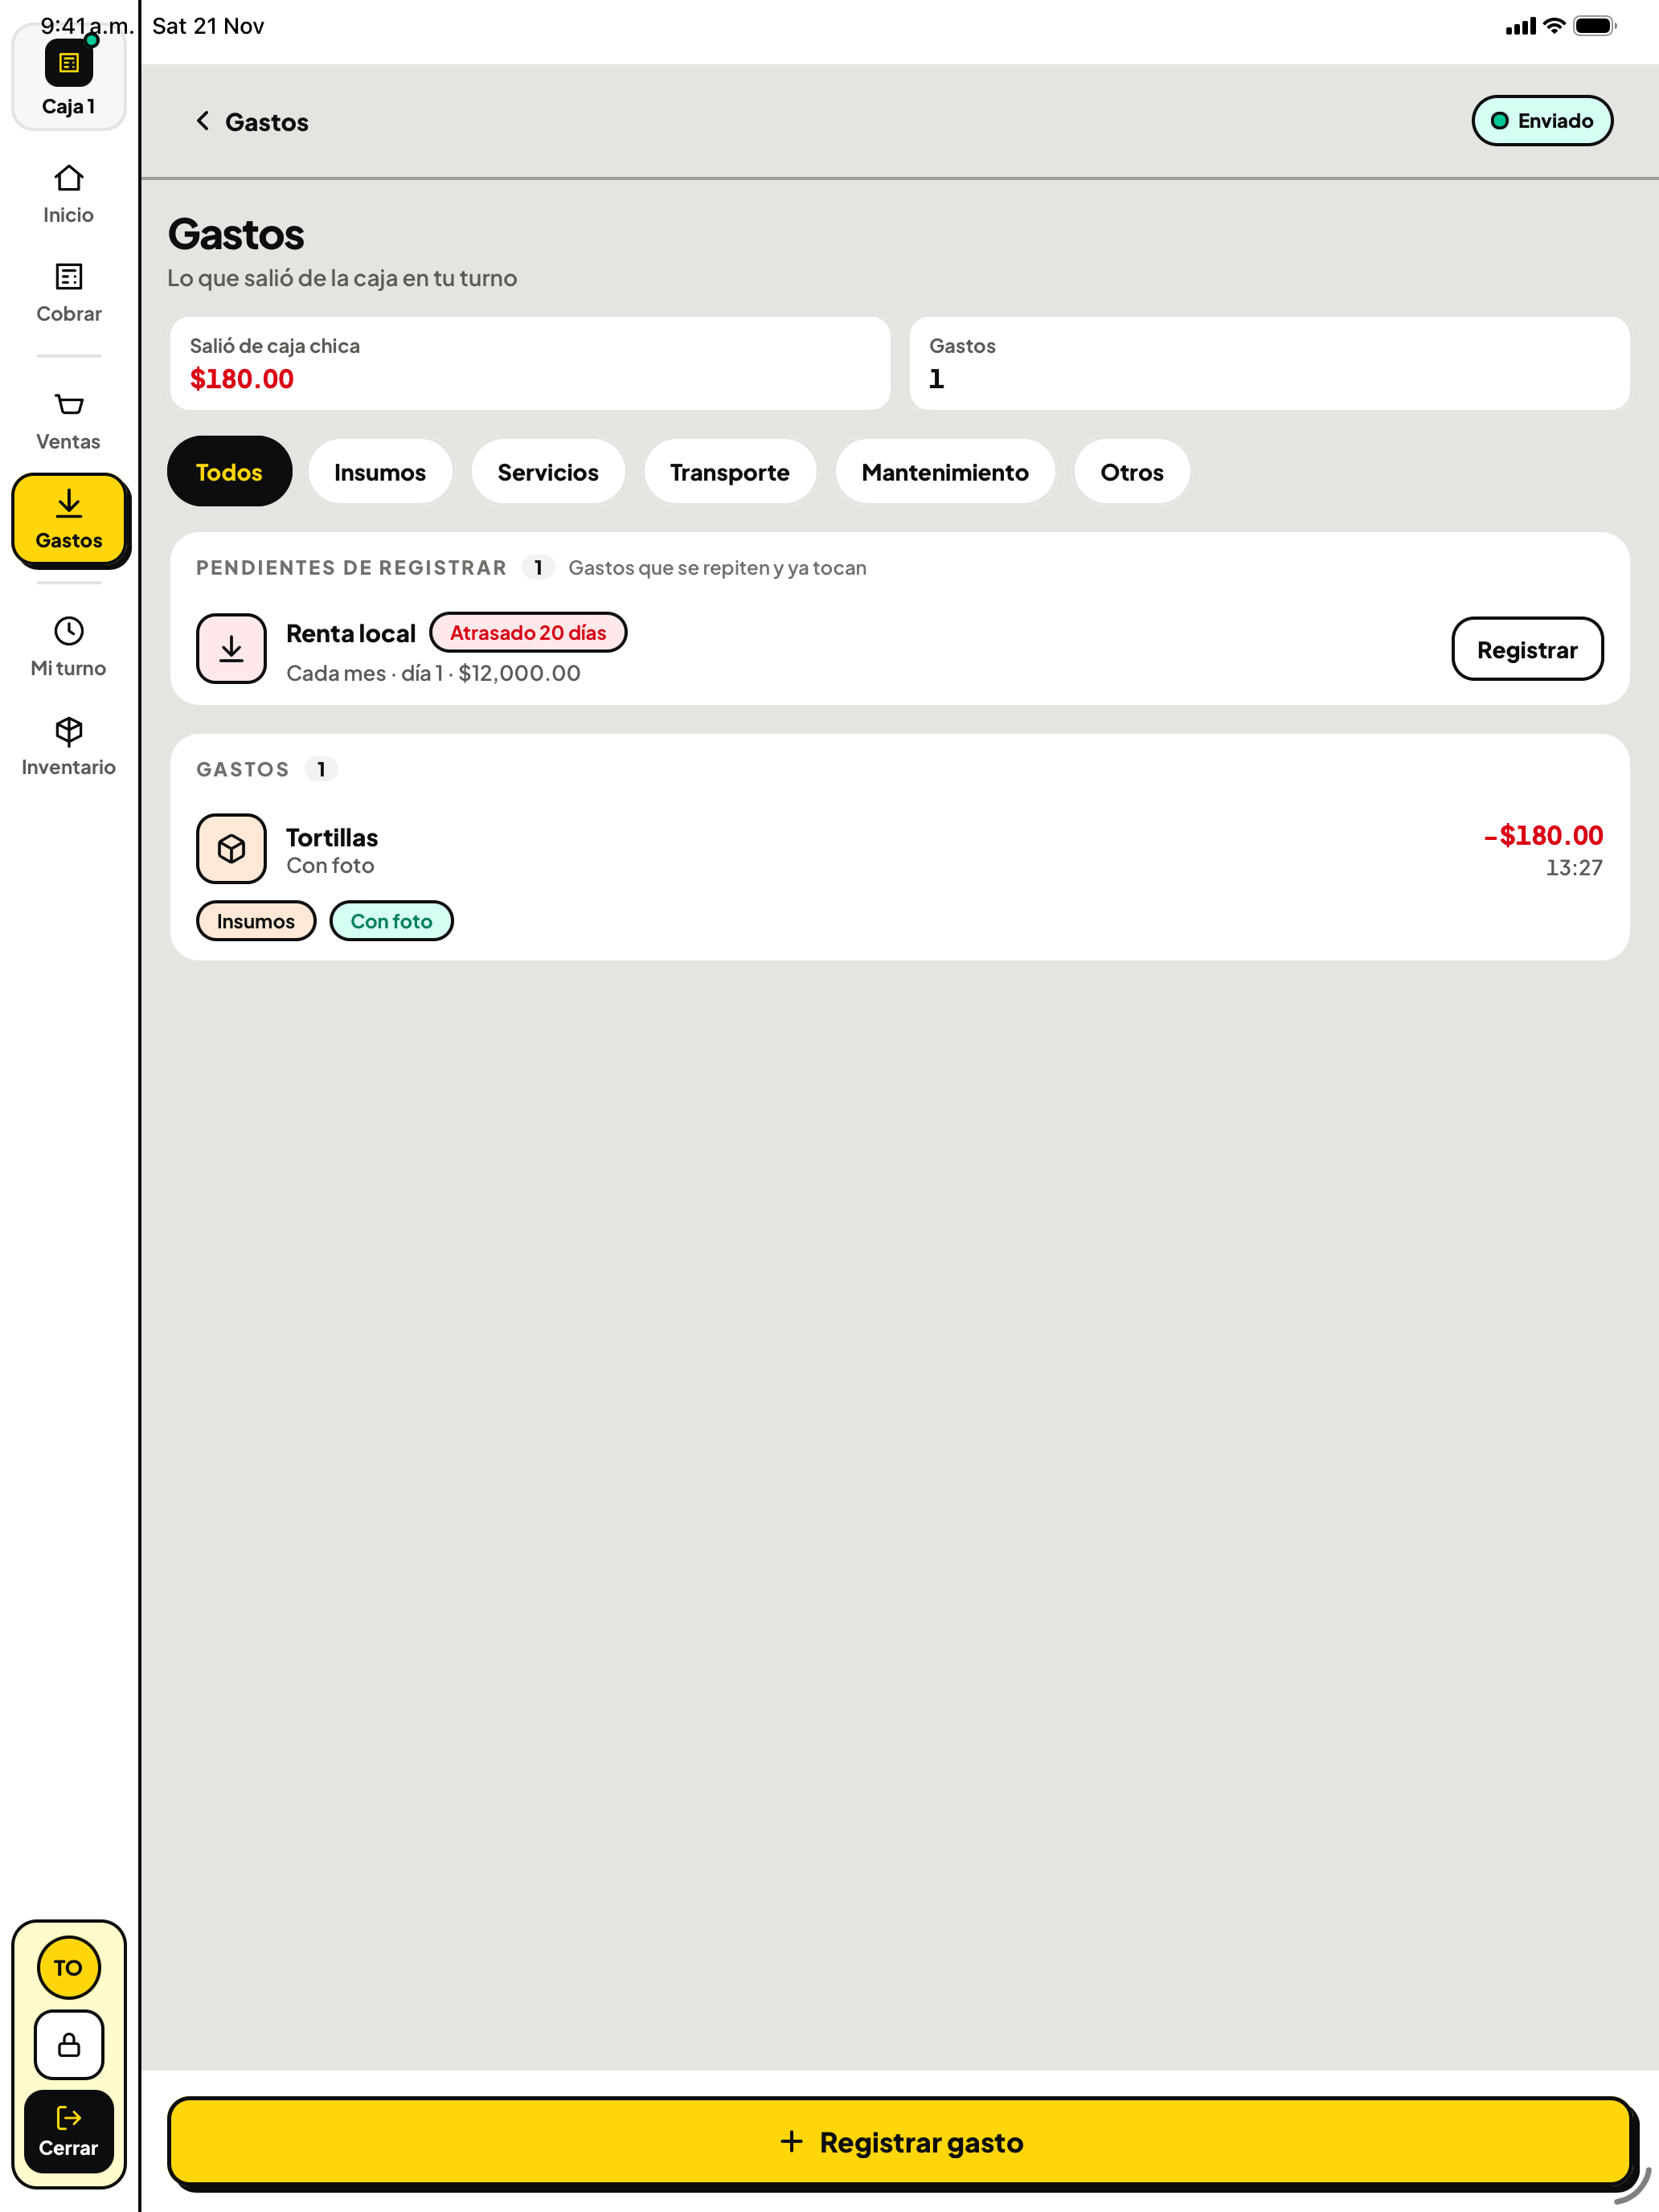 9:41 a.m. Sat 21 Nov
Caja 1
Inicio
Cobrar
Ventas
Gastos
Mi turno
Inventario
TO
Cerrar
Gastos
Enviado
Gastos
Lo que salió de la caja en tu turno
Salió de caja chica
$180.00
Gastos
1
Todos
Insumos
Servicios
Transporte
Mantenimiento
Otros
PENDIENTES DE REGISTRAR 1 Gastos que se repiten y ya tocan
Renta local Atrasado 20 días
Cada mes · día 1 · $12,000.00
Registrar
GASTOS 1
Tortillas
Con foto
−$180.00
13:27
Insumos
Con foto
+ Registrar gasto